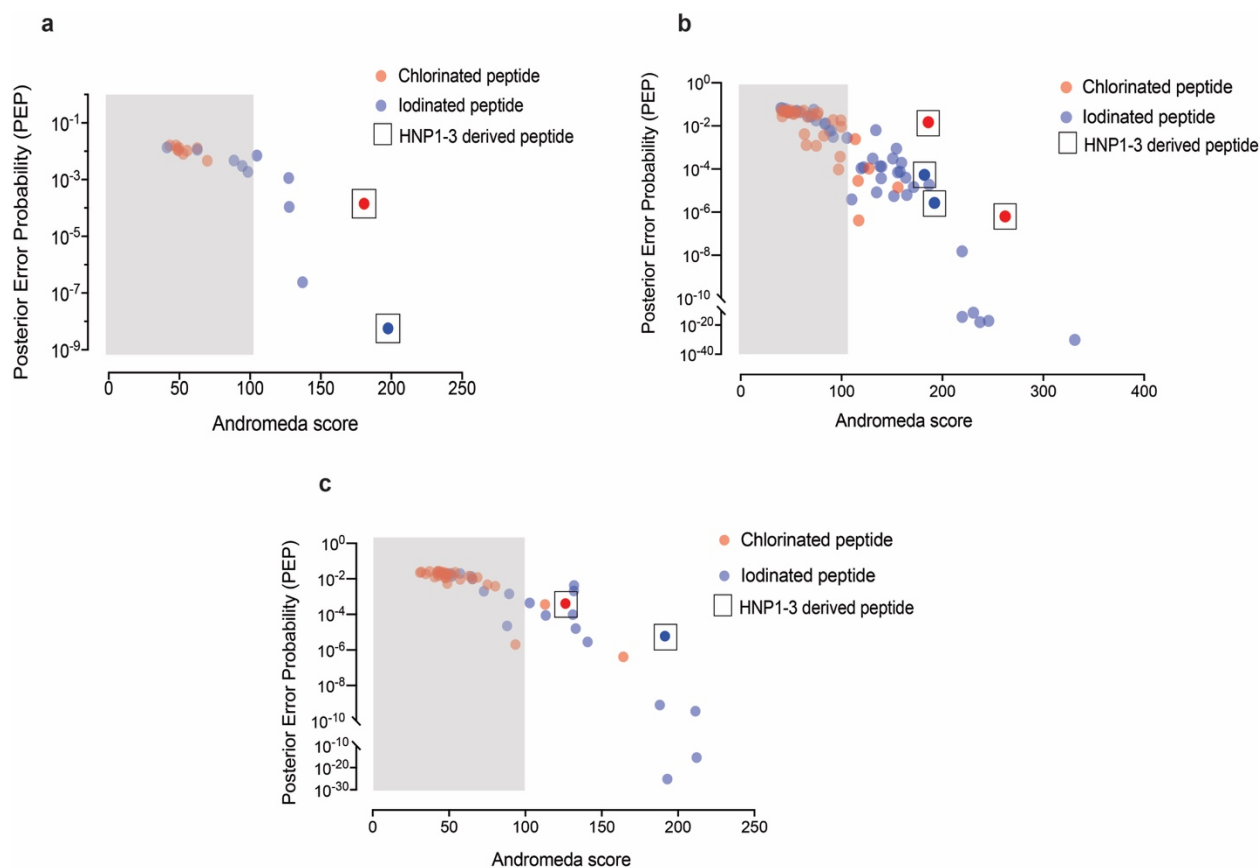 a
Posterior Error Probability (PEP)
10-1
10-3
10-5
10-7
10-9
0 50 100 150 200 250
Andromeda score
Chlorinated peptide
Iodinated peptide
HNP1-3 derived peptide
b
Posterior Error Probability (PEP)
100
10-2
10-4
10-6
10-8
10-10
10-20
10-40
0 100 200 300 400
Andromeda score
Chlorinated peptide
Iodinated peptide
HNP1-3 derived peptide
c
Posterior Error Probability (PEP)
100
10-2
10-4
10-6
10-8
10-10
10-10
10-20
10-30
0 50 100 150 200 250
Andromeda score
Chlorinated peptide
Iodinated peptide
HNP1-3 derived peptide